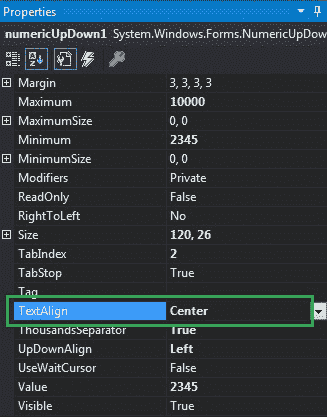 Properties
numericUpDown1 System.Windows.Forms.NumericUpDow
Margin 3, 3, 3, 3
Maximum 10000
MaximumSize 0, 0
Minimum 2345
MinimumSize 0, 0
Modifiers Private
ReadOnly False
RightToLeft No
Size 120, 26
TabIndex 2
TabStop True
Tag
TextAlign Center
ThousandsSeparator True
UpDownAlign Left
UseWaitCursor False
Value 2345
Visible True